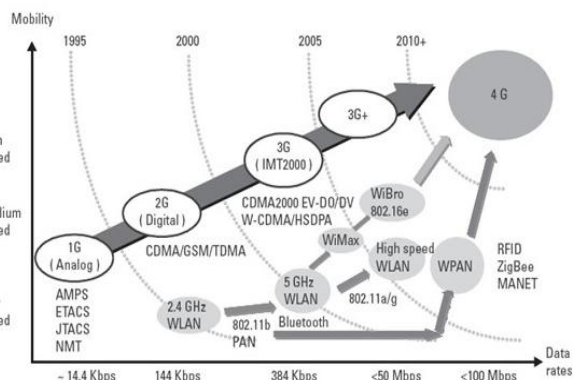 Mobility
1995
2000
2005
2010+
4 G
3G+
3G
(IMT2000)
2G
(Digital)
1G
(Analog)
CDMA2000 EV-DO/DV
W-CDMA/HSDPA
CDMA/GSM/TDMA
WiBro
802.16e
WiMax
High speed
WLAN
WPAN
RFID
ZigBee
MANET
AMPS
ETACS
JTACS
NMT
2.4 GHz
WLAN
5 GHz
WLAN
802.11a/g
802.11b
PAN
Bluetooth
Data
rates
~ 14.4 Kbps
144 Kbps
384 Kbps
<50 Mbps
<100 Mbps